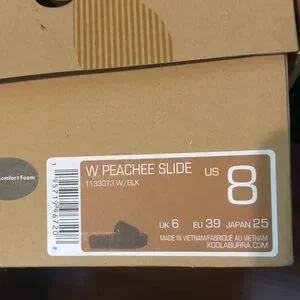 Comfort Foam
W PEACHEE SLIDE
1133073 W/BLK
US 8
UK 6 EU 39 JAPAN 25
MADE IN VIETNAM/FABRIQUÉ AU VIETNAM
KOOLABURRA.COM